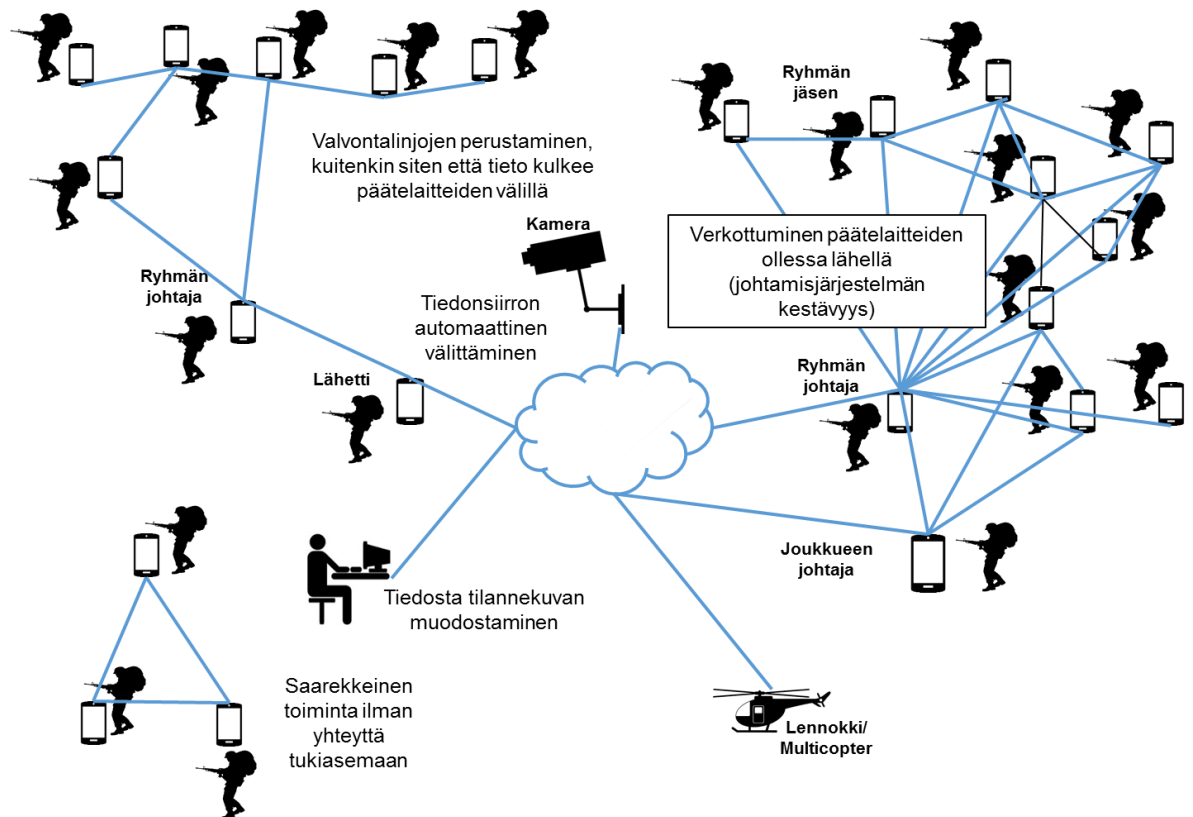 Ryhmän
jäsen
Valvontalinjojen perustaminen,
kuitenkin siten että tieto kulkee
päätelaitteiden välillä
Kamera
Verkottuminen päätelaitteiden
ollessa lähellä
(johtamisjärjestelmän
kestävyys)
Ryhmän
johtaja
Tiedonsiirron
automaattinen
välittäminen
Lähetti
Ryhmän
johtaja
Joukkueen
johtaja
Tiedosta tilannekuvan
muodostaminen
Saarekkeinen
toiminta ilman
yhteyttä
tukiasemaan
Lennokki/
Multicopter